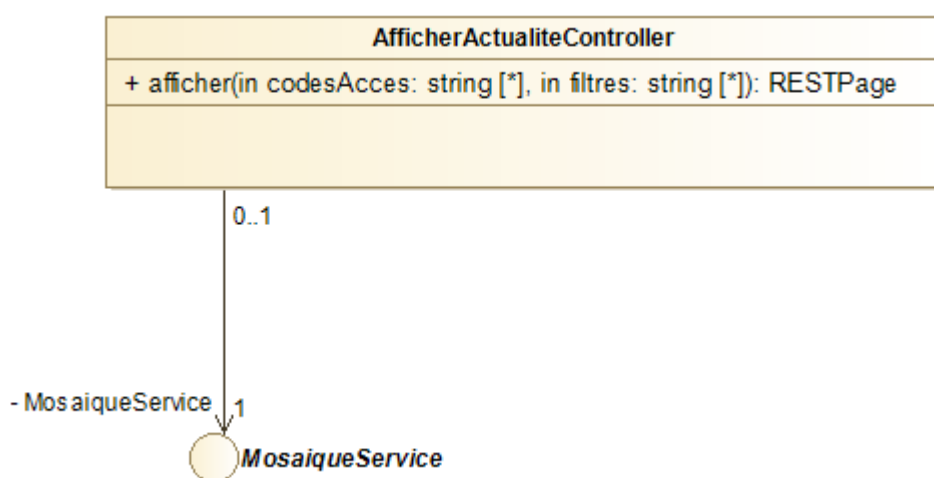 AfficherActualiteController
+ afficher(in codesAcces: string [*], in filtres: string [*]): RESTPage
0..1
- MosaiqueService
1
MosaiqueService